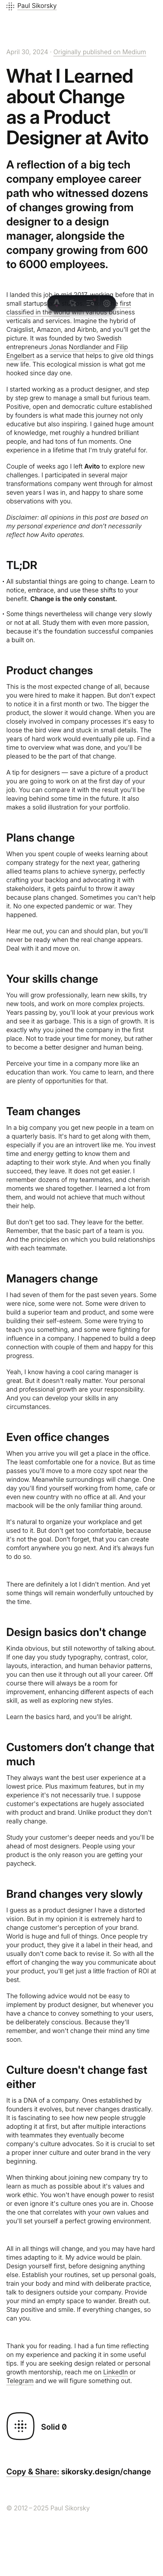 Paul Sikorsky
April 30, 2024 · Originally published on Medium
What I Learned
about Change
as a Product
Designer at Avito
A reflection of a big tech
company employee career
path who witnessed dozens
of changes growing from
designer to a design
manager, alongside the
company growing from 600
to 6000 employees.
I landed this job in mid 2017, working before that in
small startups
classified in the
verticals and services. Imagine the hybrid of
Craigslist, Amazon, and Airbnb, and you'll get the
picture. It was founded by two Swedish
entrepreneurs Jonas Nordlander and Filip
Engelbert as a service that helps to give old things
new life. This ecological mission is what got me
hooked since old eBay times.
I started working as a product designer, and step
by step progressed to manage a small but great team.
Positive, open and democratic culture established
by founders is what made this journey not only
educative but also inspiring. I gained huge amount
of knowledge, met enormously of a brilliant
people, and had a really fun time. One
experience in a lifetime that I'm truly grateful for.
Couple of weeks ago I left Avito to explore new
challenges. I participated in several major
transformations company went through for almost
seven years I was in, and happy to share some
observations with you.
Disclaimer: all opinions in this article are based on
my personal experience and don't necessarily
reflect how Avito operates.
TL;DR
• All substantial things are going to change. Learn to
notice, embrace, and use these shifts to your
benefit. Change is the only constant.
• Some things nevertheless will change very slowly
or not at all. Study them with even more passion,
because it's the foundation successful companies
a built on.
Product changes
This is the most expected change of all, because
you were hired to make it happen. But don't expect
to notice it in a first month or two. The bigger the
product, the slower it would change. When you are
closely involved with your company it's easy to
loose the bird view and stuck in small details. The
years of hard work would eventually pile up. Find a
time to overview what was done, and you'll be
pleased to be the part of that change.
A tip for designers — save a picture of a product
you are going to work on at the first day of your
job. You can compare it with the result you'll be
leaving behind some time in the future. It also
makes a solid illustration for your portfolio.
Plans change
When you spent couple of weeks learning about
company strategy for the next year, gathering
allied teams plans to achieve synergy, perfectly
crafting your backlog and advocating it with
stakeholders, it gets painful to throw it away
because plans changed. Sometimes you can't help
it. No one expected pandemic or war. They
happened.
Hear me out, you can and should plan, but you'll
never be ready when the real change appears.
Deal with it and move on.
Your skills change
You will grow professionally, learn new skills, try
new tools, and work on more complex projects.
Years passing by, you'll look at your previous work
and see it as garbage. This is a sign of growth. It is
exactly why you joined the company in the first
place. Not to use your time for money, but rather
to become a better designer and human being.
Perceive your time in a company more like an
education than work. You came to learn, and there
are plenty of opportunities for that.
Team changes
In a big company you get new people in a team on
a quarterly basis. It's hard to get along with them,
especially if you are an introvert like me. You invest
time and energy getting to know them and
adapting to their work style. And when you finally
succeed, they leave. It does not get easier. I
remember dozens of my teammates, and cherish
moments we shared together. I learned a lot from
them, and would not achieve that much without
their help.
But don't get too sad. They leave for the better.
Remember, that the basic part of a team is you.
And the principles on which you build relationships
with each teammate.
Managers change
I had seven of them for the past seven years. Some
were nice, some were not. Some were driven to
build a superior team and product, and some were
building their self-esteem. Some were trying to
teach you something, and some were fighting for
influence in a company. I happened to build a deep
connection with couple of them and happy for this
progress.
Yeah, I know having a cool and caring manager is
great. But it doesn't really matter. Your personal
and professional growth are your responsibility.
And you can develop your skills in any
circumstances.
Even office changes
When you arrive you will get a place in the office.
The least comfortable one for a novice. But as time
passes you'll move to a more cozy spot near the
window. Meanwhile surroundings will change. One
day you'll find yourself working from home, cafe or
even new country with no office at all. And your
macbook will be the only familiar thing around.
It's natural to organize your workplace and get
used to it. But don't get too comfortable, because
it's not the goal. Don't forget, that you can create
comfort anywhere you go next. And it's always fun
to do so.
There are definitely a lot I didn't mention. And yet
some things will remain wonderfully untouched by
the time.
Design basics don't change
Kinda obvious, but still noteworthy of talking about.
If one day you study typography, contrast, color,
layouts, interaction, and human behavior patterns,
you can then use it through out all your career. Off
course there will always be a room for
improvement, enhancing different aspects of each
skill, as well as exploring new styles.
Learn the basics hard, and you'll be alright.
Customers don't change that
much
They always want the best user experience at a
lowest price. Plus maximum features, but in my
experience it's not necessarily true. I suppose
customer's expectations are hugely associated
with product and brand. Unlike product they don't
really change.
Study your customer's deeper needs and you'll be
ahead of most designers. People using your
product is the only reason you are getting your
paycheck.
Brand changes very slowly
I guess as a product designer I have a distorted
vision. But in my opinion it is extremely hard to
change customer's perception of your brand.
World is huge and full of things. Once people try
your product, they give it a label in their head, and
usually don't come back to revise it. So with all the
effort of changing the way you communicate about
your product, you'll get just a little fraction of ROI at
best.
The following advice would not be easy to
implement by product designer, but whenever you
have a chance to convey something to your users,
be deliberately conscious. Because they'll
remember, and won't change their mind any time
soon.
Culture doesn't change fast
either
It is a DNA of a company. Ones established by
founders it evolves, but never changes drastically.
It is fascinating to see how new people struggle
adopting it at first, but after multiple interactions
with teammates they eventually become
company's culture advocates. So it is crucial to set
a proper inner culture and outer brand in the very
beginning.
When thinking about joining new company try to
learn as much as possible about it's values and
work ethic. You won't have enough power to resist
or even ignore it's culture ones you are in. Choose
the one that correlates with your own values and
you'll set yourself a perfect growing environment.
All in all things will change, and you may have hard
times adapting to it. My advice would be plain.
Design yourself first, before designing anything
else. Establish your routines, set up personal goals,
train your body and mind with deliberate practice,
talk to designers outside your company. Provide
your mind an empty space to wander. Breath out.
Stay positive and smile. If everything changes, so
can you.
Thank you for reading. I had a fun time reflecting
on my experience and packing it in some useful
tips. If you are seeking design related or personal
growth mentorship, reach me on LinkedIn or
Telegram and we will figure something out.
Solid 0
Copy & Share: sikorsky.design/change
© 2012 – 2025 Paul Sikorsky